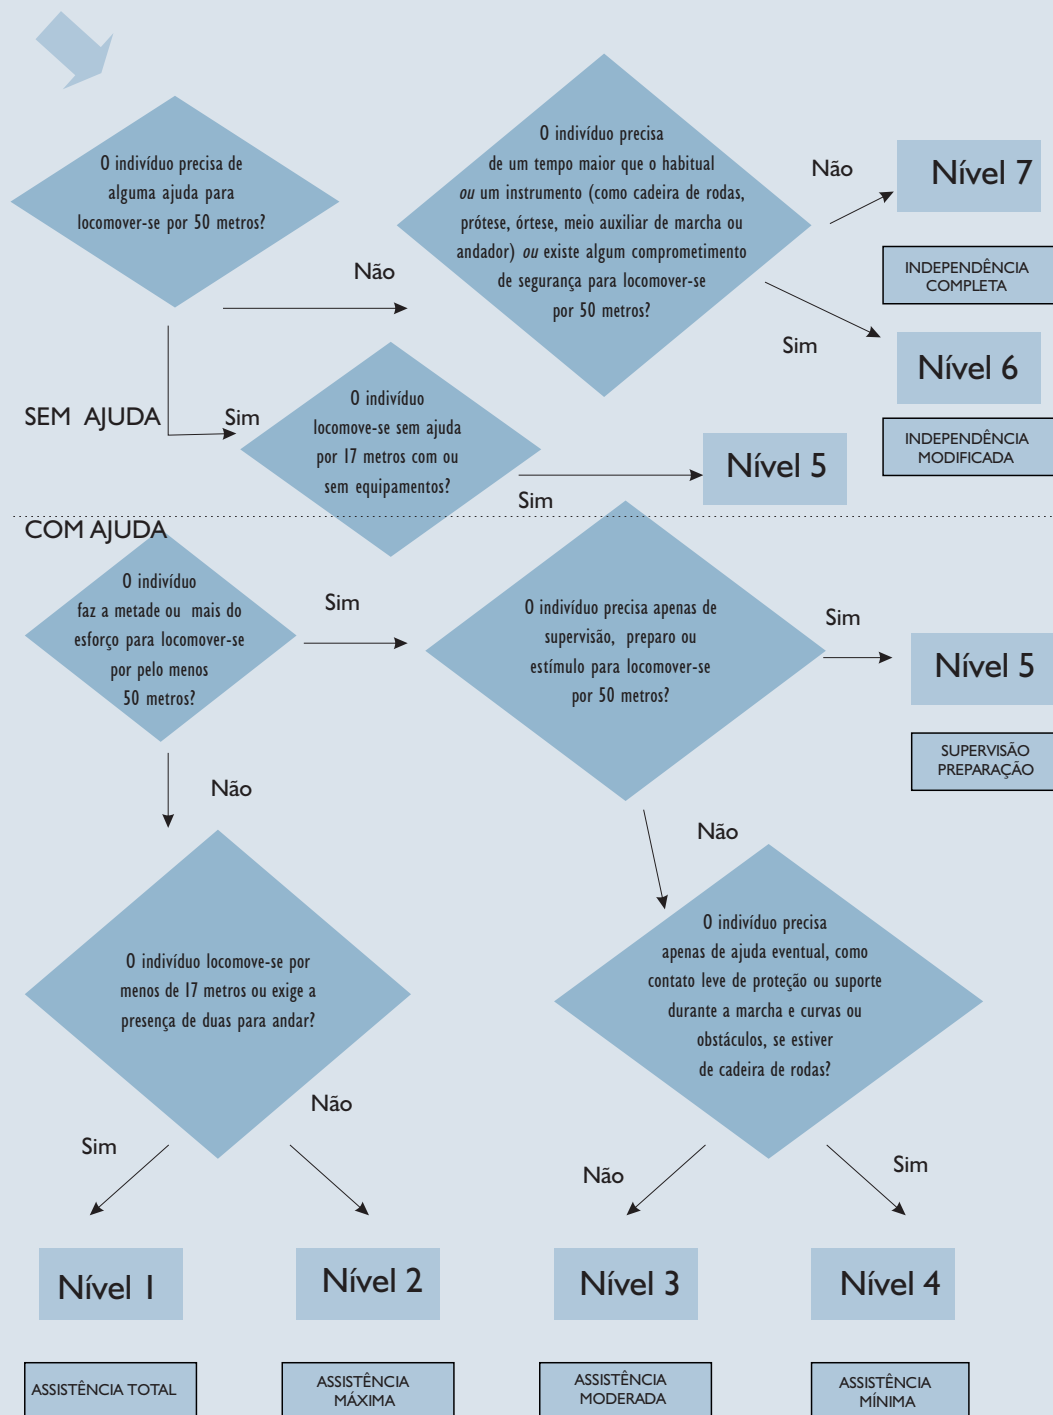 O indivíduo precisa de
alguma ajuda para
locomover-se por 50 metros?
O indivíduo precisa
de um tempo maior que o habitual
ou um instrumento (como cadeira de rodas,
prótese, órtese, meio auxiliar de marcha ou
andador) ou existe algum comprometimento
de segurança para locomover-se
por 50 metros?
Não
Nível 7
INDEPENDÊNCIA
COMPLETA
Não
Sim
Nível 6
INDEPENDÊNCIA
MODIFICADA
SEM AJUDA
Sim
O indivíduo
locomove-se sem ajuda
por 17 metros com ou
sem equipamentos?
Sim
Nível 5
COM AJUDA
O indivíduo
faz a metade ou mais do
esforço para locomover-se
por pelo menos
50 metros?
Sim
O indivíduo precisa apenas de
supervisão, preparo ou
estímulo para locomover-se
por 50 metros?
Sim
Nível 5
SUPERVISÃO
PREPARAÇÃO
Não
Não
O indivíduo locomove-se por
menos de 17 metros ou exige a
presença de duas para andar?
O indivíduo precisa
apenas de ajuda eventual, como
contato leve de proteção ou suporte
durante a marcha e curvas ou
obstáculos, se estiver
de cadeira de rodas?
Sim
Não
Não
Sim
Nível 1
Nível 2
Nível 3
Nível 4
ASSISTÊNCIA TOTAL
ASSISTÊNCIA
MÁXIMA
ASSISTÊNCIA
MODERADA
ASSISTÊNCIA
MÍNIMA